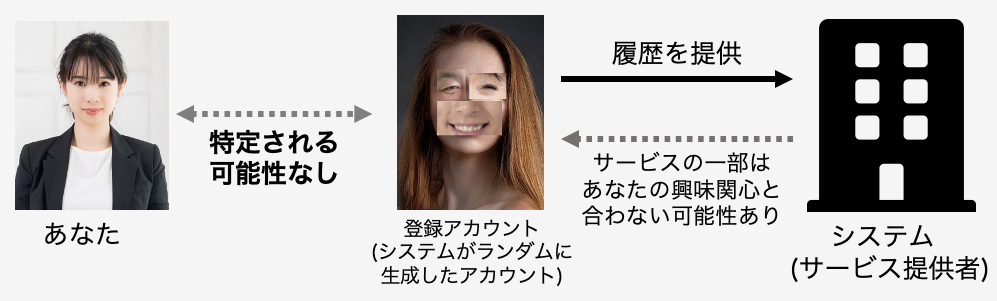 特定される
可能性なし
あなた
登録アカウント
(システムがランダムに
生成したアカウント)
履歴を提供
サービスの一部は
あなたの興味関心と
合わない可能性あり
システム
(サービス提供者)